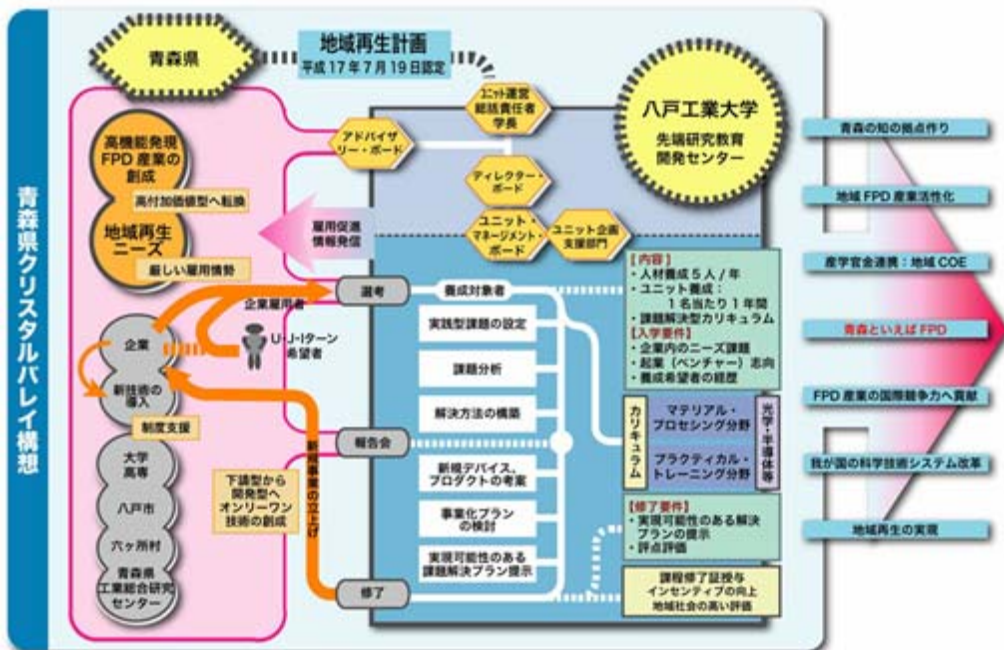 青森県クリスタルバレイ構想
青森県
地域再生計画
平成17年7月19日認定
八戸工業大学
先端研究教育
開発センター
ユニット運営
総括責任者
学長
アドバイザ
リー・ボード
ディレクター・
ボード
ユニット・
マネージメント・
ボード
ユニット企画
支援部門
高機能発現
FPD産業の
創成
高付加価値型へ転換
地域再生
ニーズ
厳しい雇用情勢
雇用促進
情報発信
企業雇用者
U・J・Iターン
希望者
企業
新技術の
導入
制度支援
大学
高専
八戸市
六ヶ所村
青森県
工業総合研究
センター
下請型から
開発型へ
オンリーワン
技術の創成
新規事業の立上げ
選考
報告会
修了
養成対象者
実践型課題の設定
課題分析
解決方法の構築
新規デバイス、
プロダクトの考案
事業化プラン
の検討
実現可能性のある
課題解決プラン提示
【内容】
・人材養成5人/年
・ユニット養成:
1名当たり1年間
・課題解決型カリキュラム
【入学要件】
・企業内のニーズ課題
・起業(ベンチャー)志向
・養成希望者の経歴
カリキュラム
マテリアル・
プロセシング分野
プラクティカル・
トレーニング分野
光学・半導体等
【修了要件】
・実現可能性のある解決
プランの提示
・評点評価
課程修了証授与
インセンティブの向上
地域社会の高い評価
青森の知の拠点作り
地域FPD産業活性化
産学官金連携:地域COE
青森といえばFPD
FPD産業の国際競争力へ貢献
我が国の科学技術システム改革
地域再生の実現